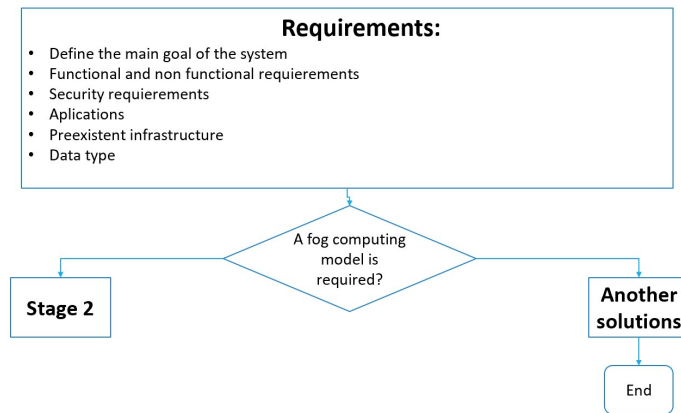 Requirements:
• Define the main goal of the system
• Functional and non functional requierements
• Security requierements
• Aplications
• Preexistent infrastructure
• Data type
A fog computing
model is
required?
Stage 2
Another
solutions
End